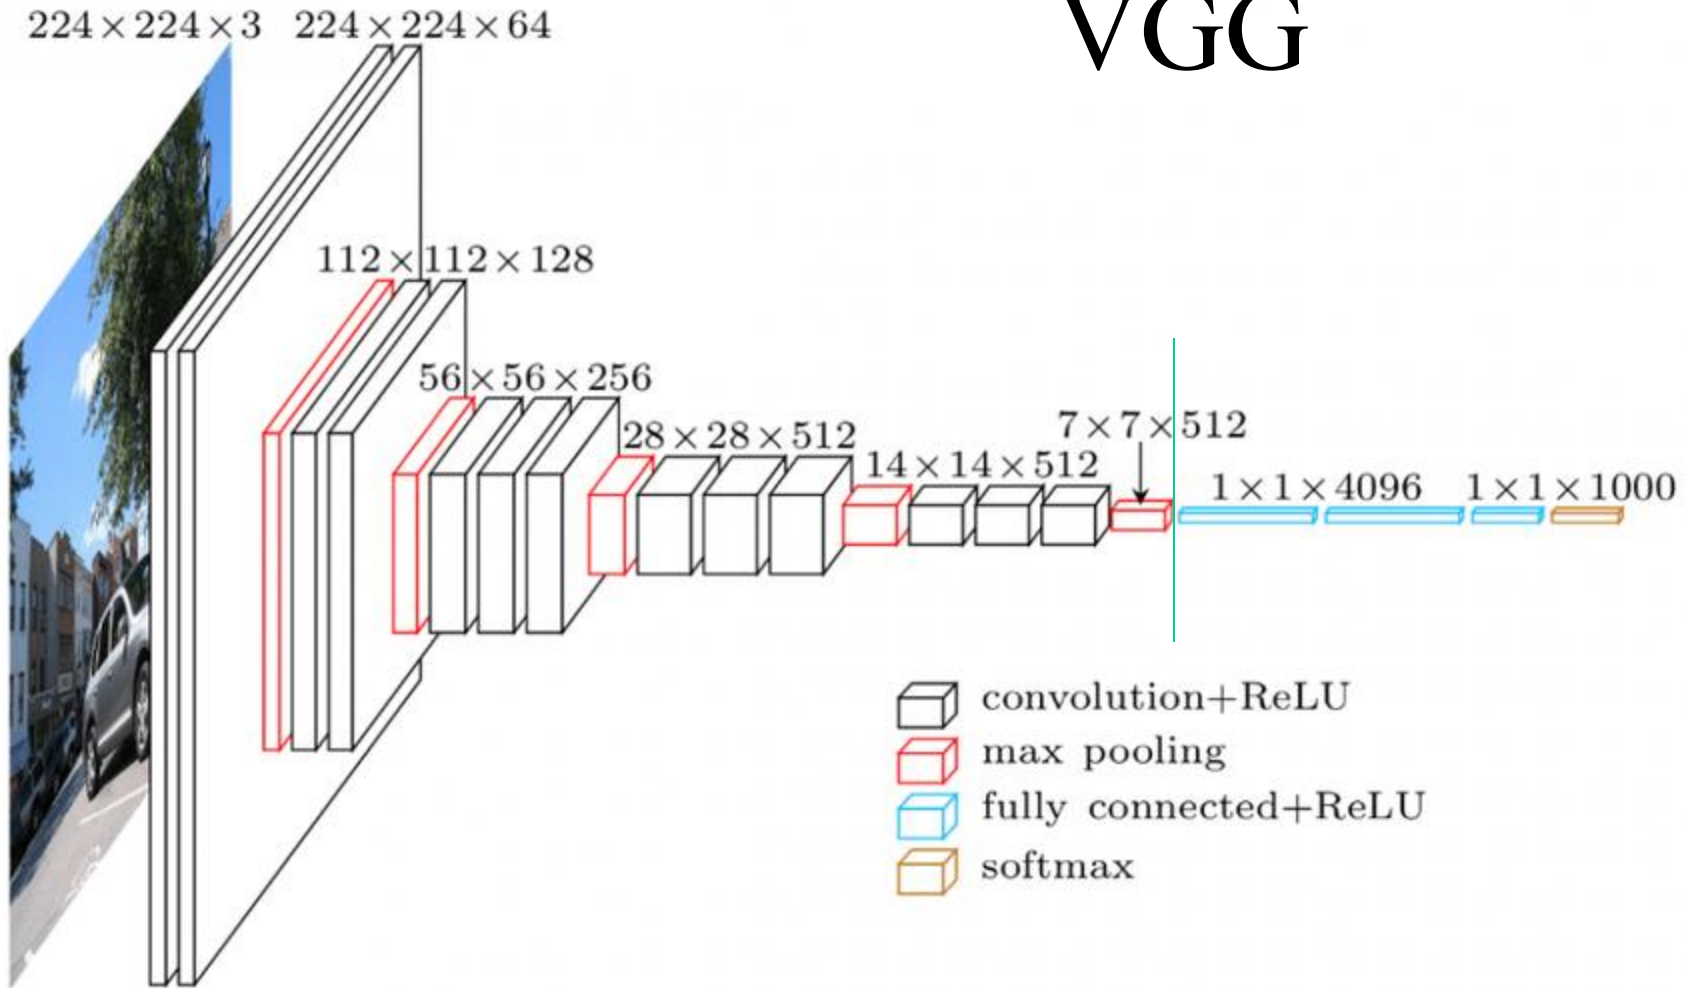 VGG
224×224×3
224×224×64
112×112×128
56×56×256
28×28×512
14×14×512
7×7×512
1×1×4096
1×1×1000
convolution+ReLU
max pooling
fully connected+ReLU
softmax